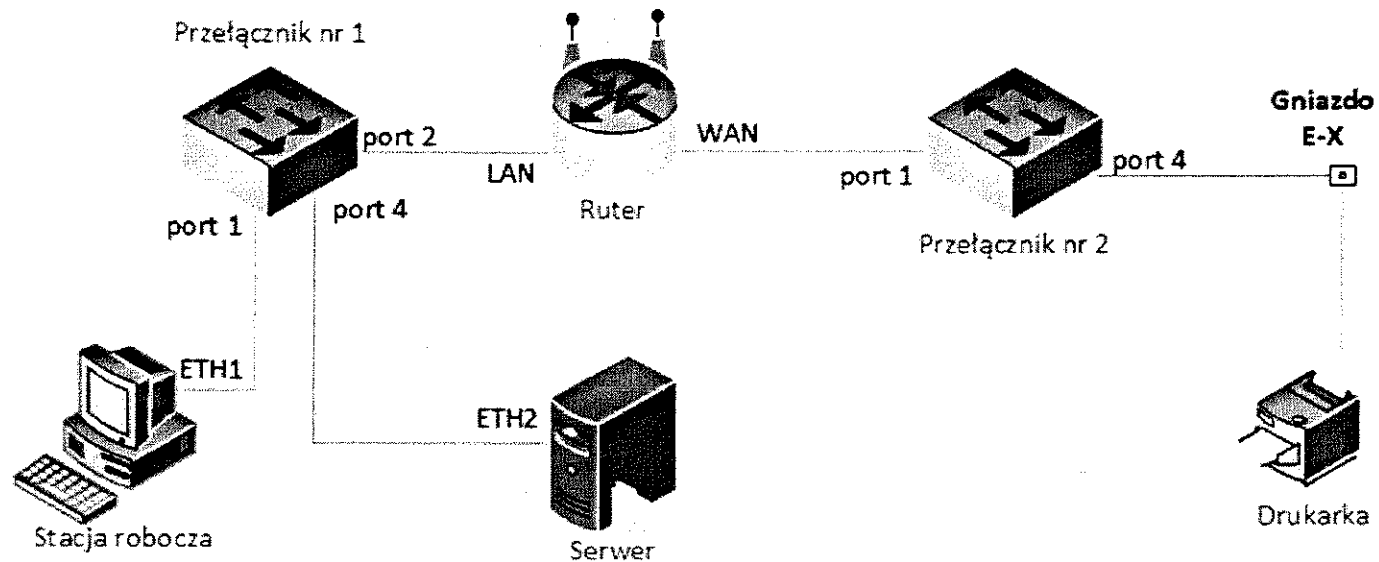 Przełącznik nr 1
port 2
LAN
port 1
port 4
WAN
Ruter
port 1
port 4
Przełącznik nr 2
Gniazdo
E-X
ETH1
Stacja robocza
ETH2
Serwer
Drukarka